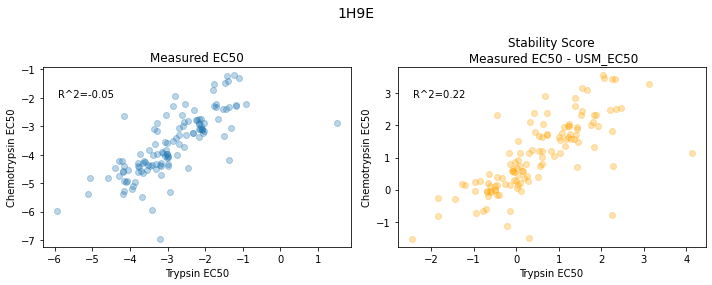 1H9E
Measured EC50
R^2=-0.05
Chemotrypsin EC50
−1
−2
−3
−4
−5
−6
−7
−6 −5 −4 −3 −2 −1 0 1
Trypsin EC50
Stability Score
Measured EC50 - USM_EC50
R^2=0.22
Chemotrypsin EC50
3
2
1
0
−1
−2 −1 0 1 2 3 4
Trypsin EC50